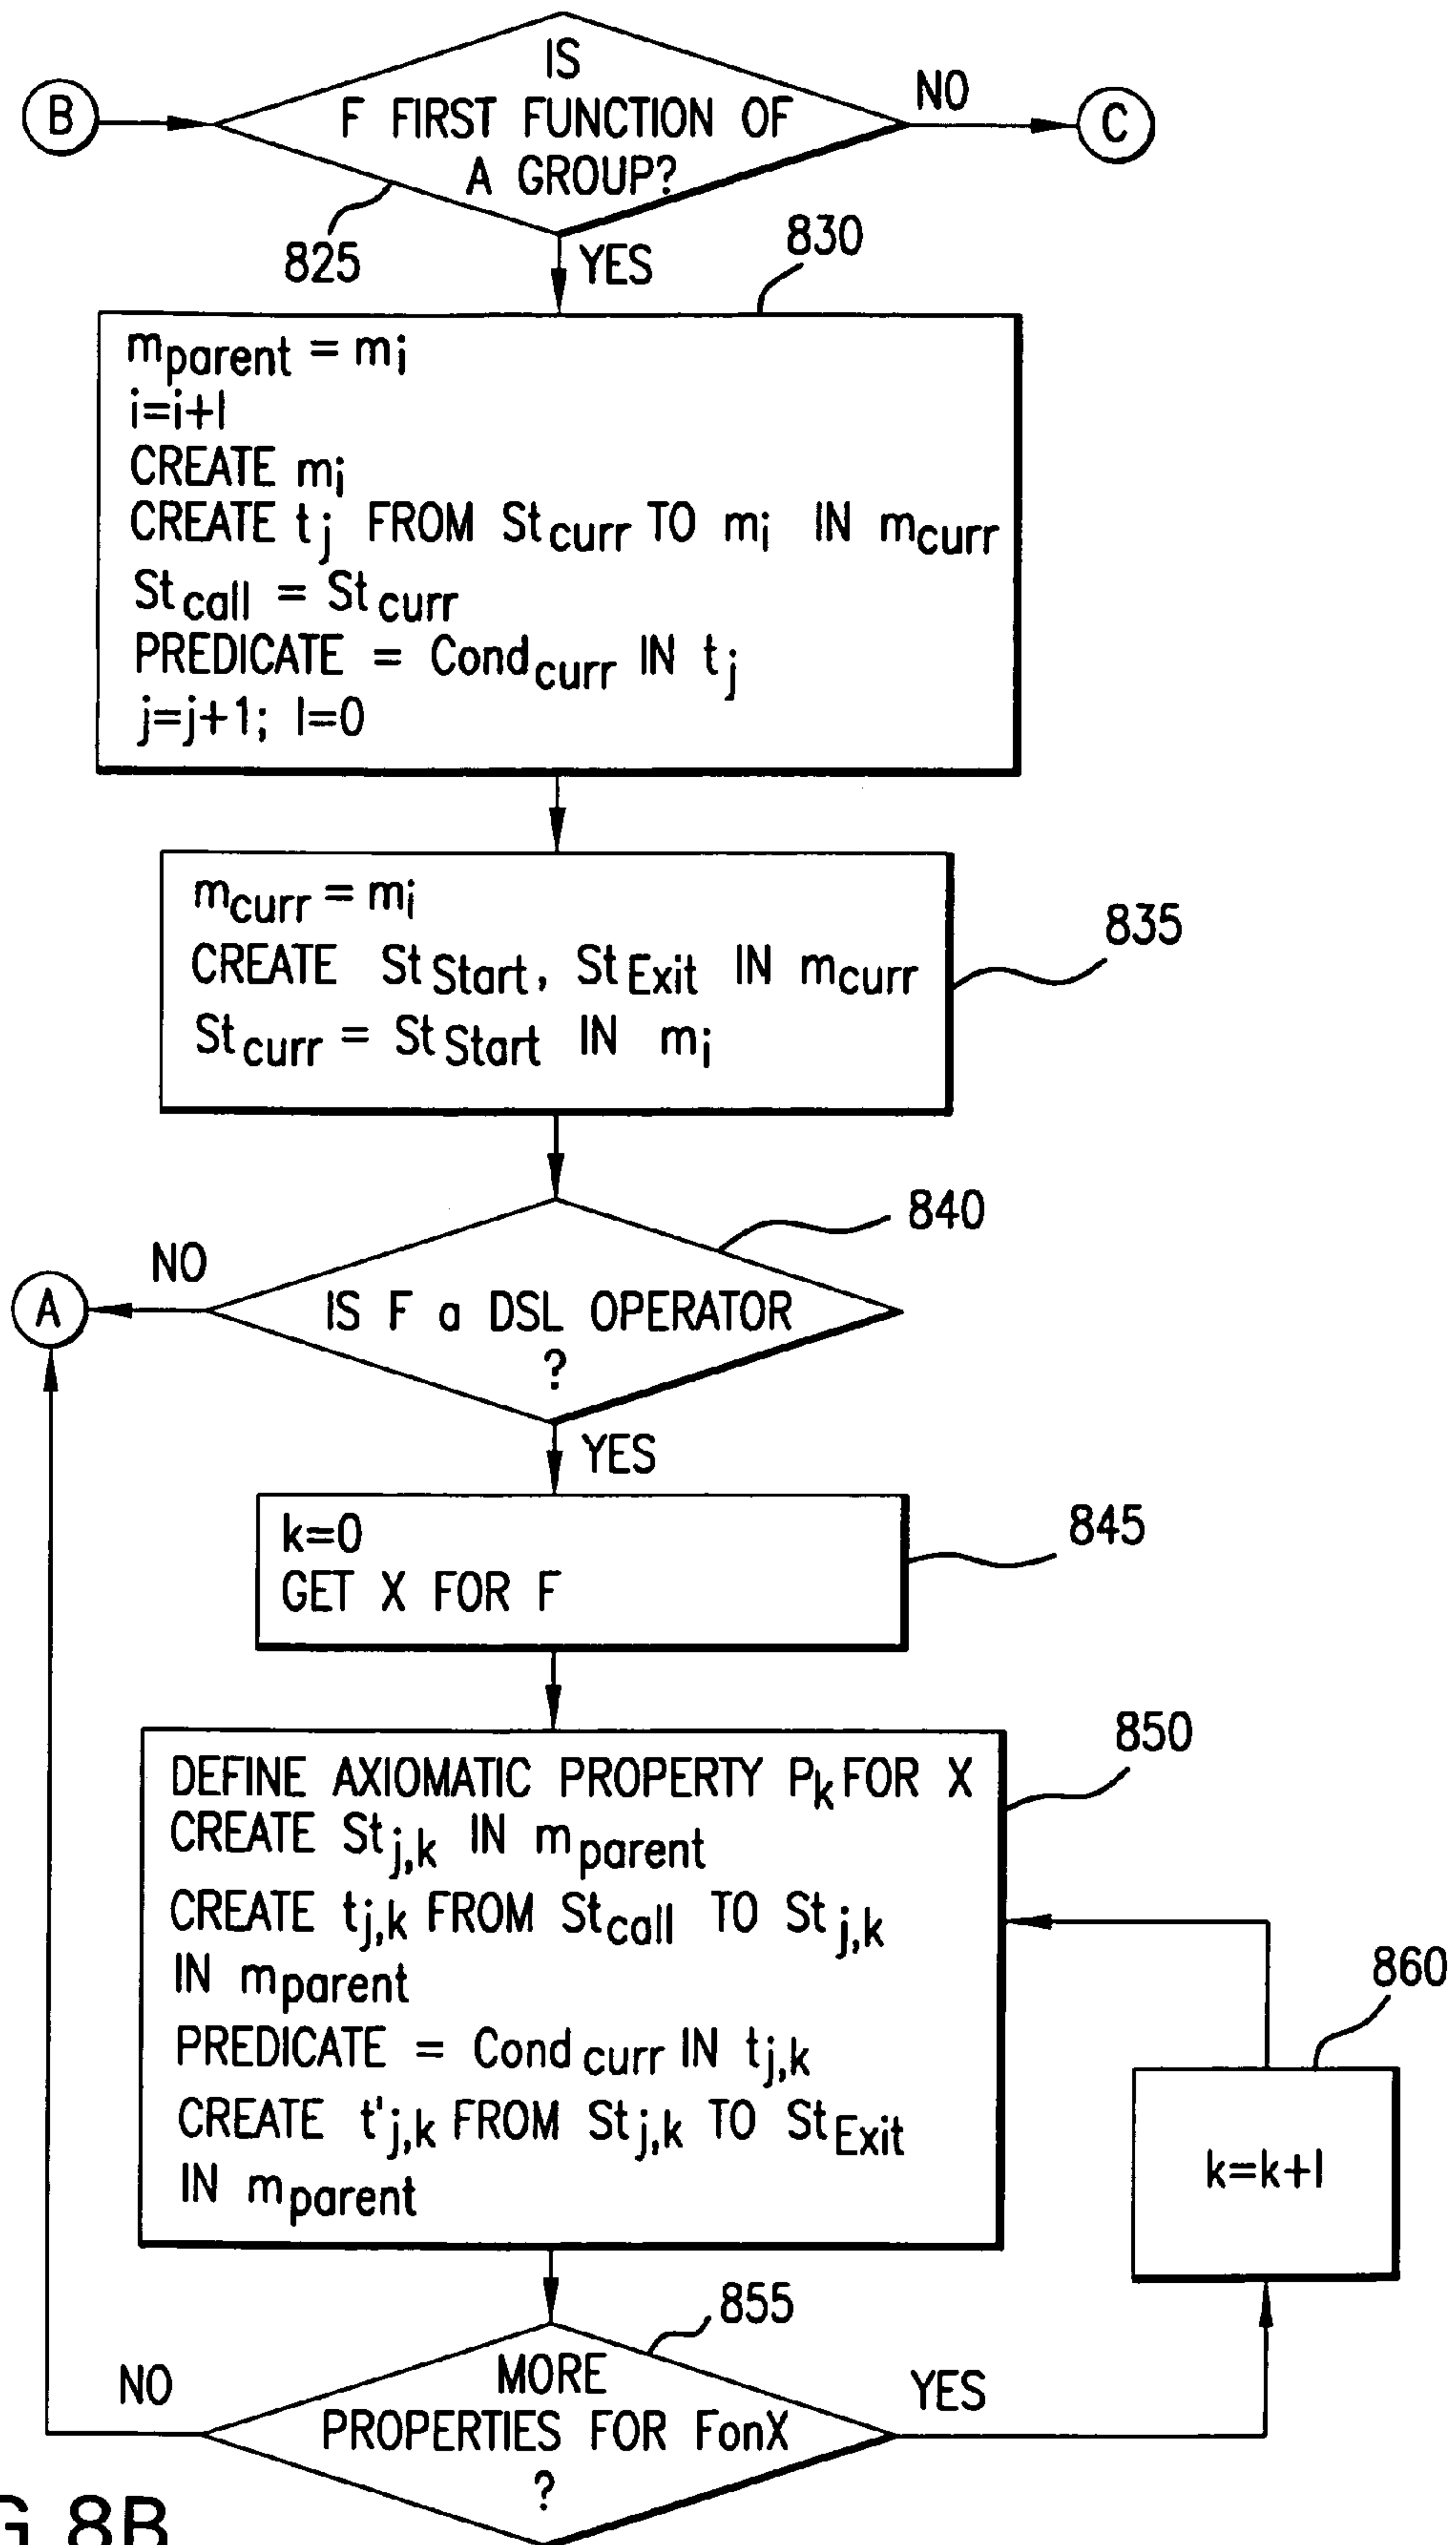 IS
B
F FIRST FUNCTION OF
NO
C
A GROUP?
825
YES
830
mparent = mi
i=i+l
CREATE mi
CREATE tj FROM Stcurr TO mi IN mcurr
Stcall = Stcurr
PREDICATE = Condcurr IN tj
j=j+1; l=0
mcurr = mi
835
CREATE StStart, StExit IN mcurr
Stcurr = StStart IN mi
840
NO
A
IS F a DSL OPERATOR
?
YES
k=0
845
GET X FOR F
850
DEFINE AXIOMATIC PROPERTY Pk FOR X
CREATE Stj,k IN mparent
CREATE tj,k FROM Stcall TO Stj,k
IN mparent
860
PREDICATE = Condcurr IN tj,k
CREATE t'j,k FROM Stj,k TO StExit
IN mparent
k=k+l
855
NO
MORE
YES
PROPERTIES FOR FonX
?
G 8B